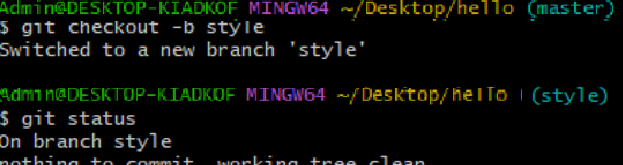 Admin@DESKTOP-KIADKOF MINGW64 ~/Desktop/hello (master)
$ git checkout -b style
Switched to a new branch 'style'
Admin@DESKTOP-KIADKOF MINGW64 ~/Desktop/hello (style)
$ git status
On branch style
nothing to commit, working tree clean